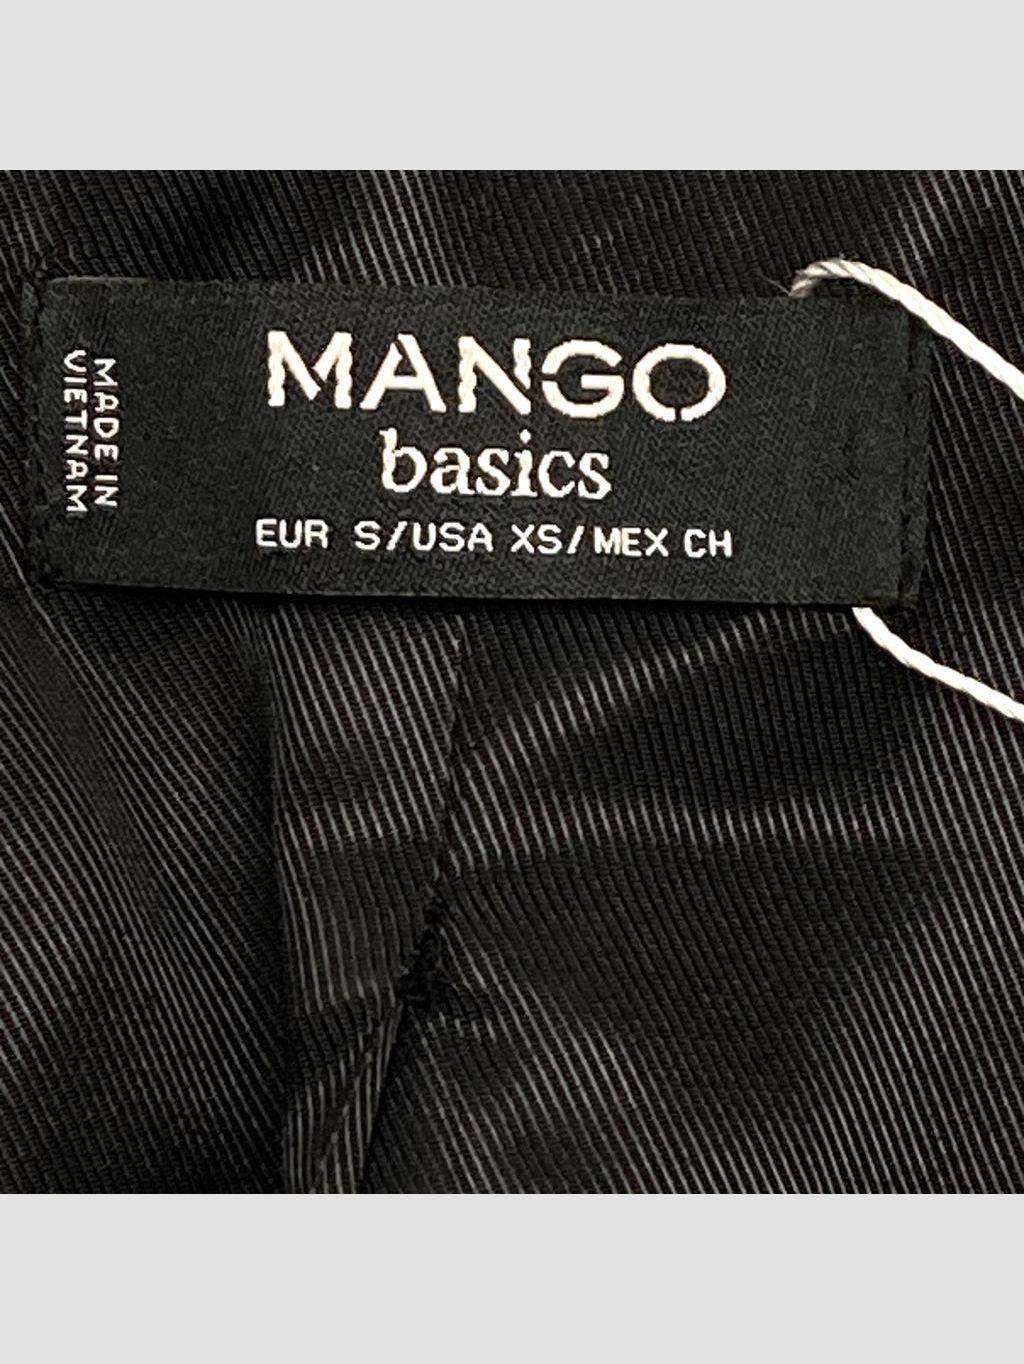 MANGO
basics
EUR S/USA XS/MEX CH
MADE IN
VIETNAM